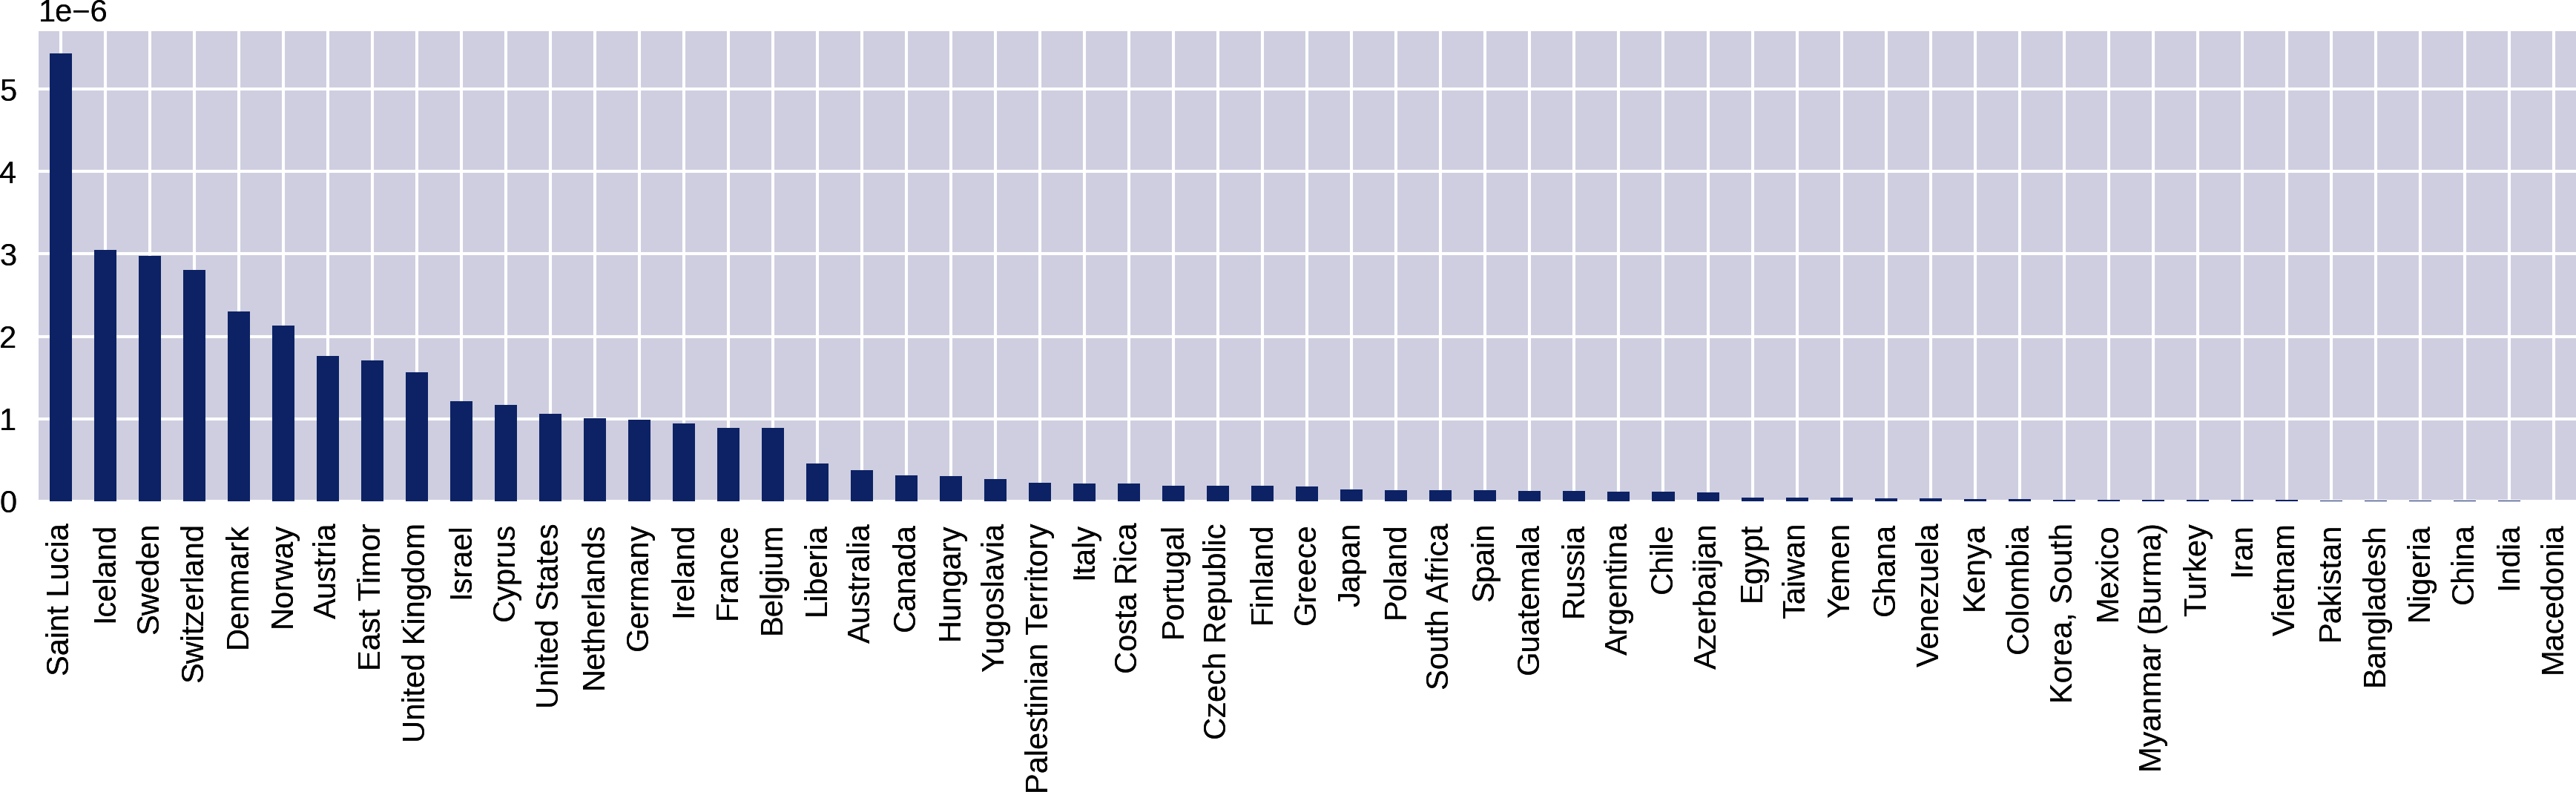 1e−6
5
4
3
2
1
0
Saint Lucia
Iceland
Sweden
Switzerland
Denmark
Norway
Austria
East Timor
United Kingdom
Israel
Cyprus
United States
Netherlands
Germany
Ireland
France
Belgium
Liberia
Australia
Canada
Hungary
Yugoslavia
Palestinian Territory
Italy
Costa Rica
Portugal
Czech Republic
Finland
Greece
Japan
Poland
South Africa
Spain
Guatemala
Russia
Argentina
Chile
Azerbaijan
Egypt
Taiwan
Yemen
Ghana
Venezuela
Kenya
Colombia
Korea, South
Mexico
Myanmar (Burma)
Turkey
Iran
Vietnam
Pakistan
Bangladesh
Nigeria
China
India
Macedonia